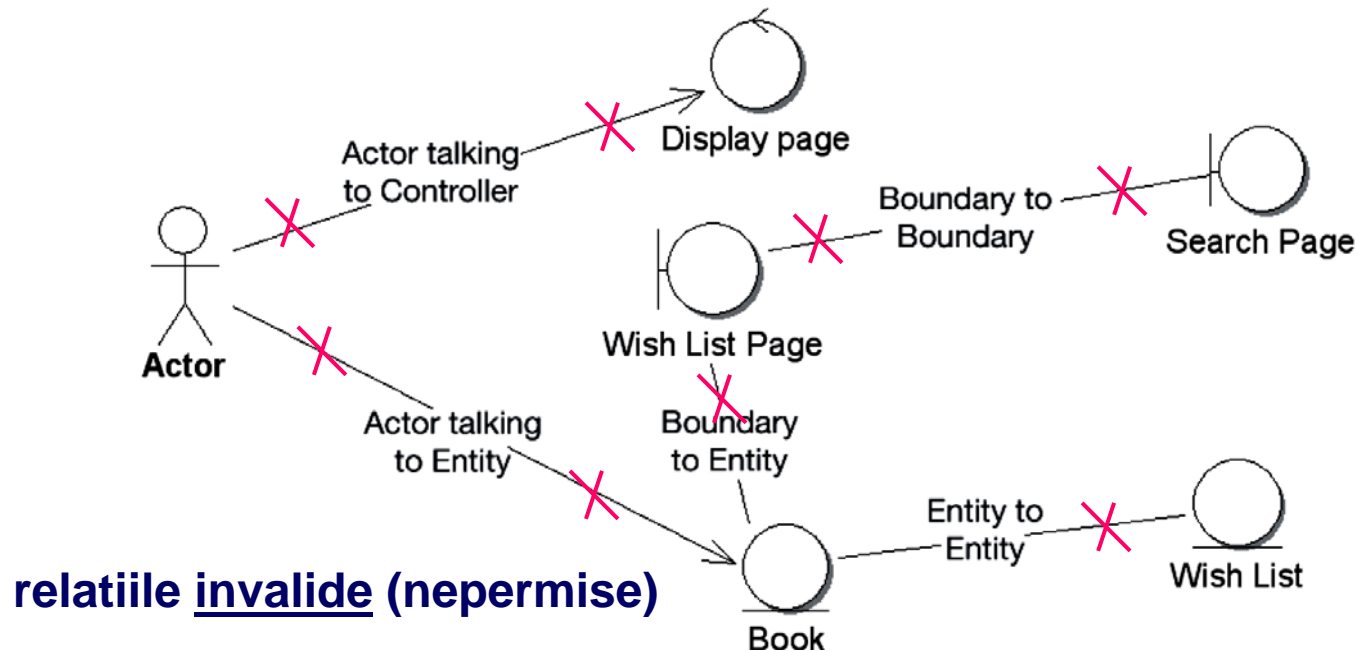 Display page
Actor talking
to Controller
Boundary to
Boundary
Search Page
Wish List Page
Actor
Actor talking
to Entity
Boundary
to Entity
Entity to
Entity
Wish List
relatiile invalide (nepermise)
Book